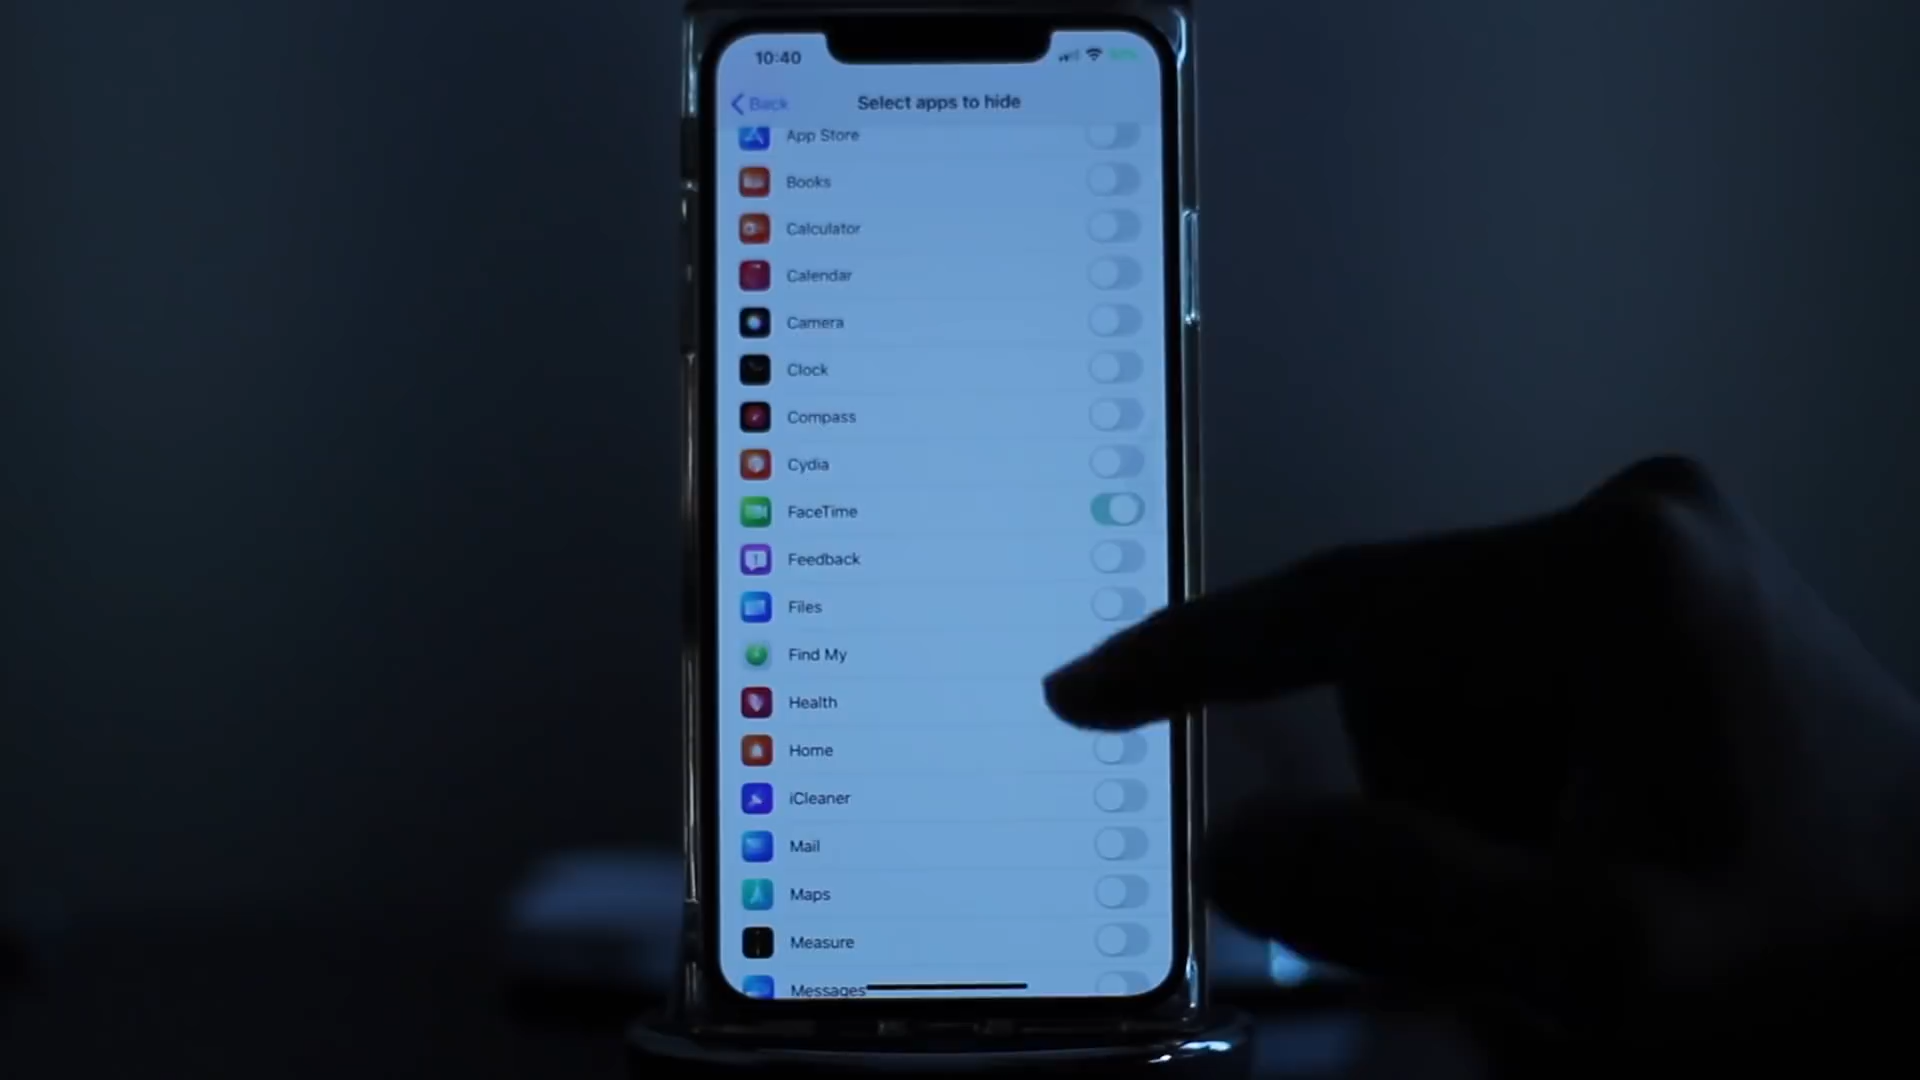 10:40
Back
Select apps to hide
App Store
Books
Calculator
Calendar
Camera
Clock
Compass
Cydia
FaceTime
Feedback
Files
Find My
Health
Home
iCleaner
Mail
Maps
Measure
Messages